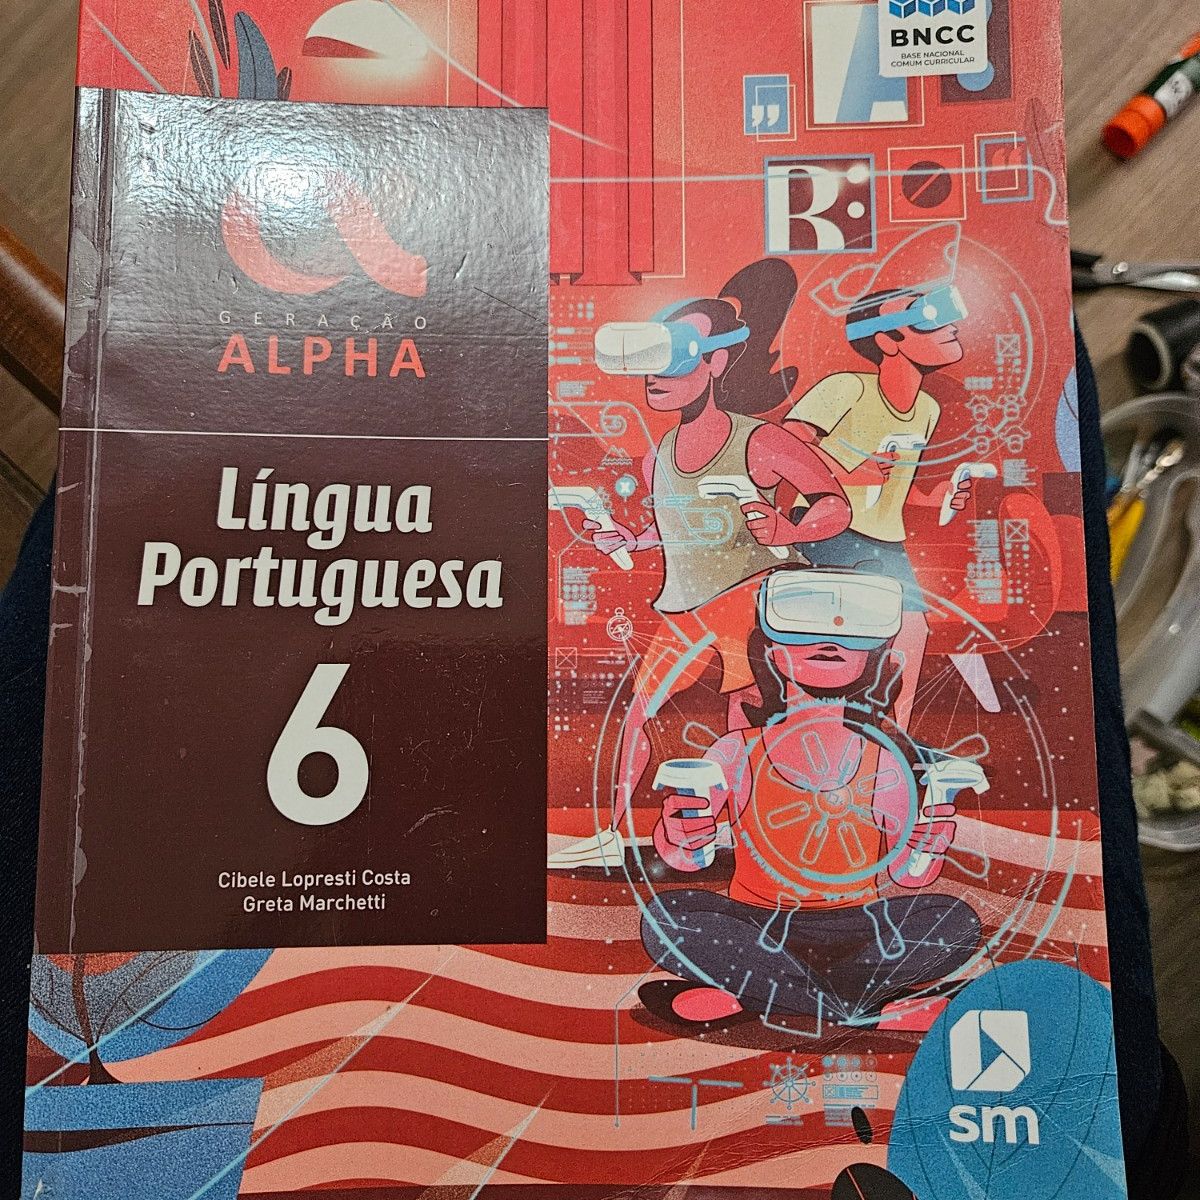 BNCC
BASE NACIONAL
COMUM CURRICULAR
GERAÇÃO
ALPHA
Língua
Portuguesa
6
Cibele Lopresti Costa
Greta Marchetti
sm